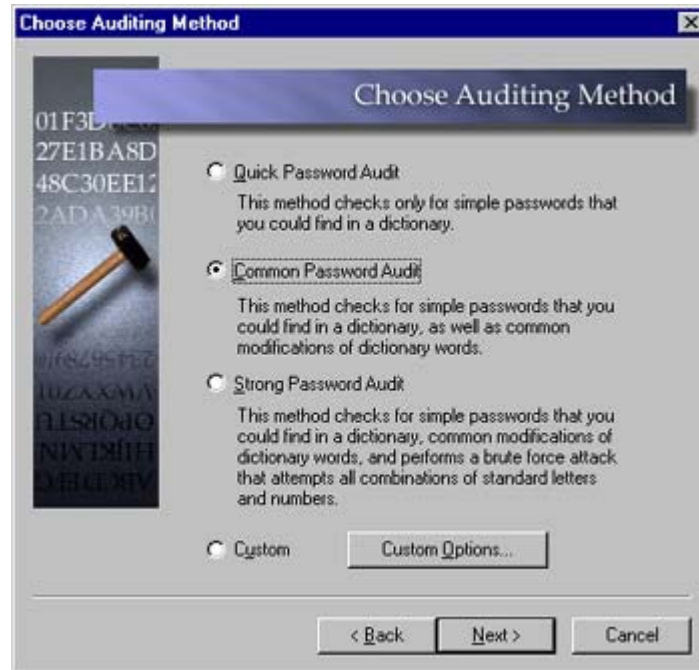 Choose Auditing Method
Choose Auditing Method
27E1BA8D
48C30EE12
2ADA39B
Quick Password Audit
This method checks only for simple passwords that
you could find in a dictionary.
Common Password Audit
This method checks for simple passwords that you
could find in a dictionary, as well as common
modifications of dictionary words.
Strong Password Audit
This method checks for simple passwords that you
could find in a dictionary, common modifications of
dictionary words, and performs a brute force attack
that attempts all combinations of standard letters
and numbers.
Custom
Custom Options...
< Back
Next >
Cancel